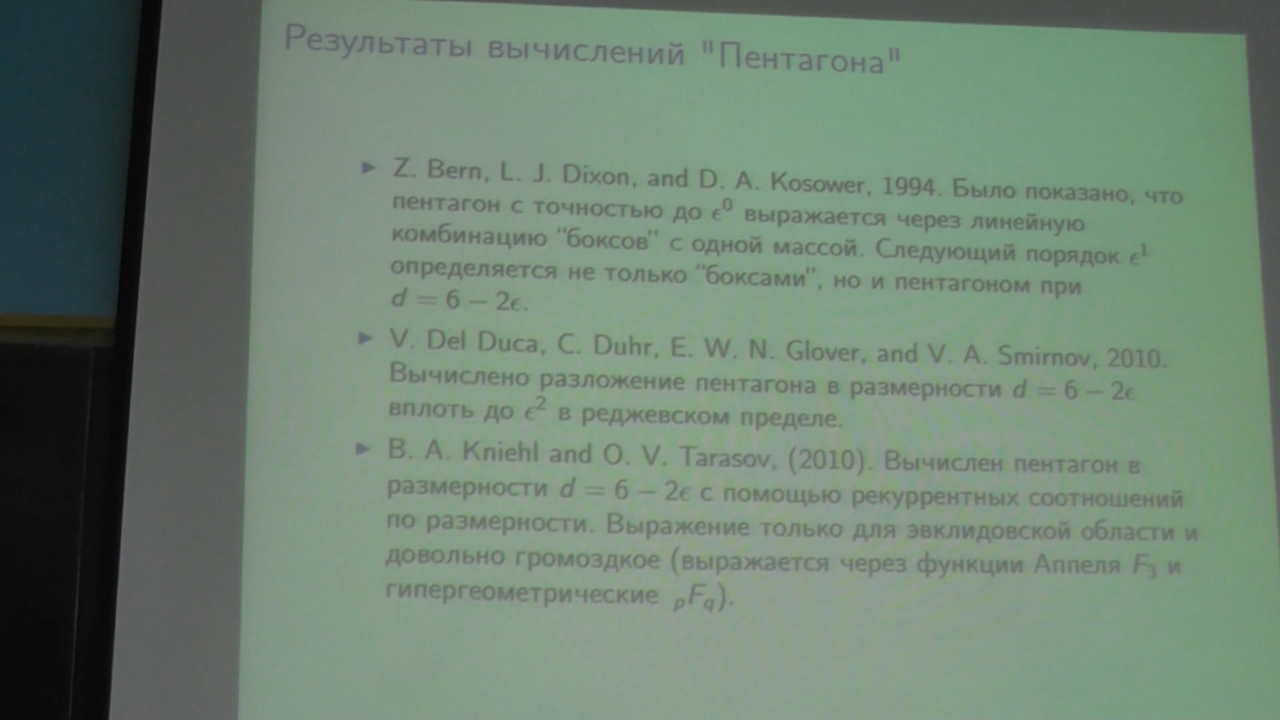 Результаты вычислений "Пентагона"
▶ Z. Bern, L. J. Dixon, and D. A. Kosower, 1994. Было показано, что
пентагон с точностью до ϵ⁰ выражается через линейную
комбинацию “боксов” с одной массой. Следующий порядок ϵ¹
определяется не только “боксами”, но и пентагоном при
d = 6 − 2ϵ.
▶ V. Del Duca, C. Duhr, E. W. N. Glover, and V. A. Smirnov, 2010.
Вычислено разложение пентагона в размерности d = 6 − 2ϵ
вплоть до ϵ² в реджевском пределе.
▶ B. A. Kniehl and O. V. Tarasov, (2010). Вычислен пентагон в
размерности d = 6 − 2ϵ с помощью рекуррентных соотношений
по размерности. Выражение только для эвклидовской области и
довольно громоздкое (выражается через функции Аппеля F₃ и
гипергеометрические ₚF_q).